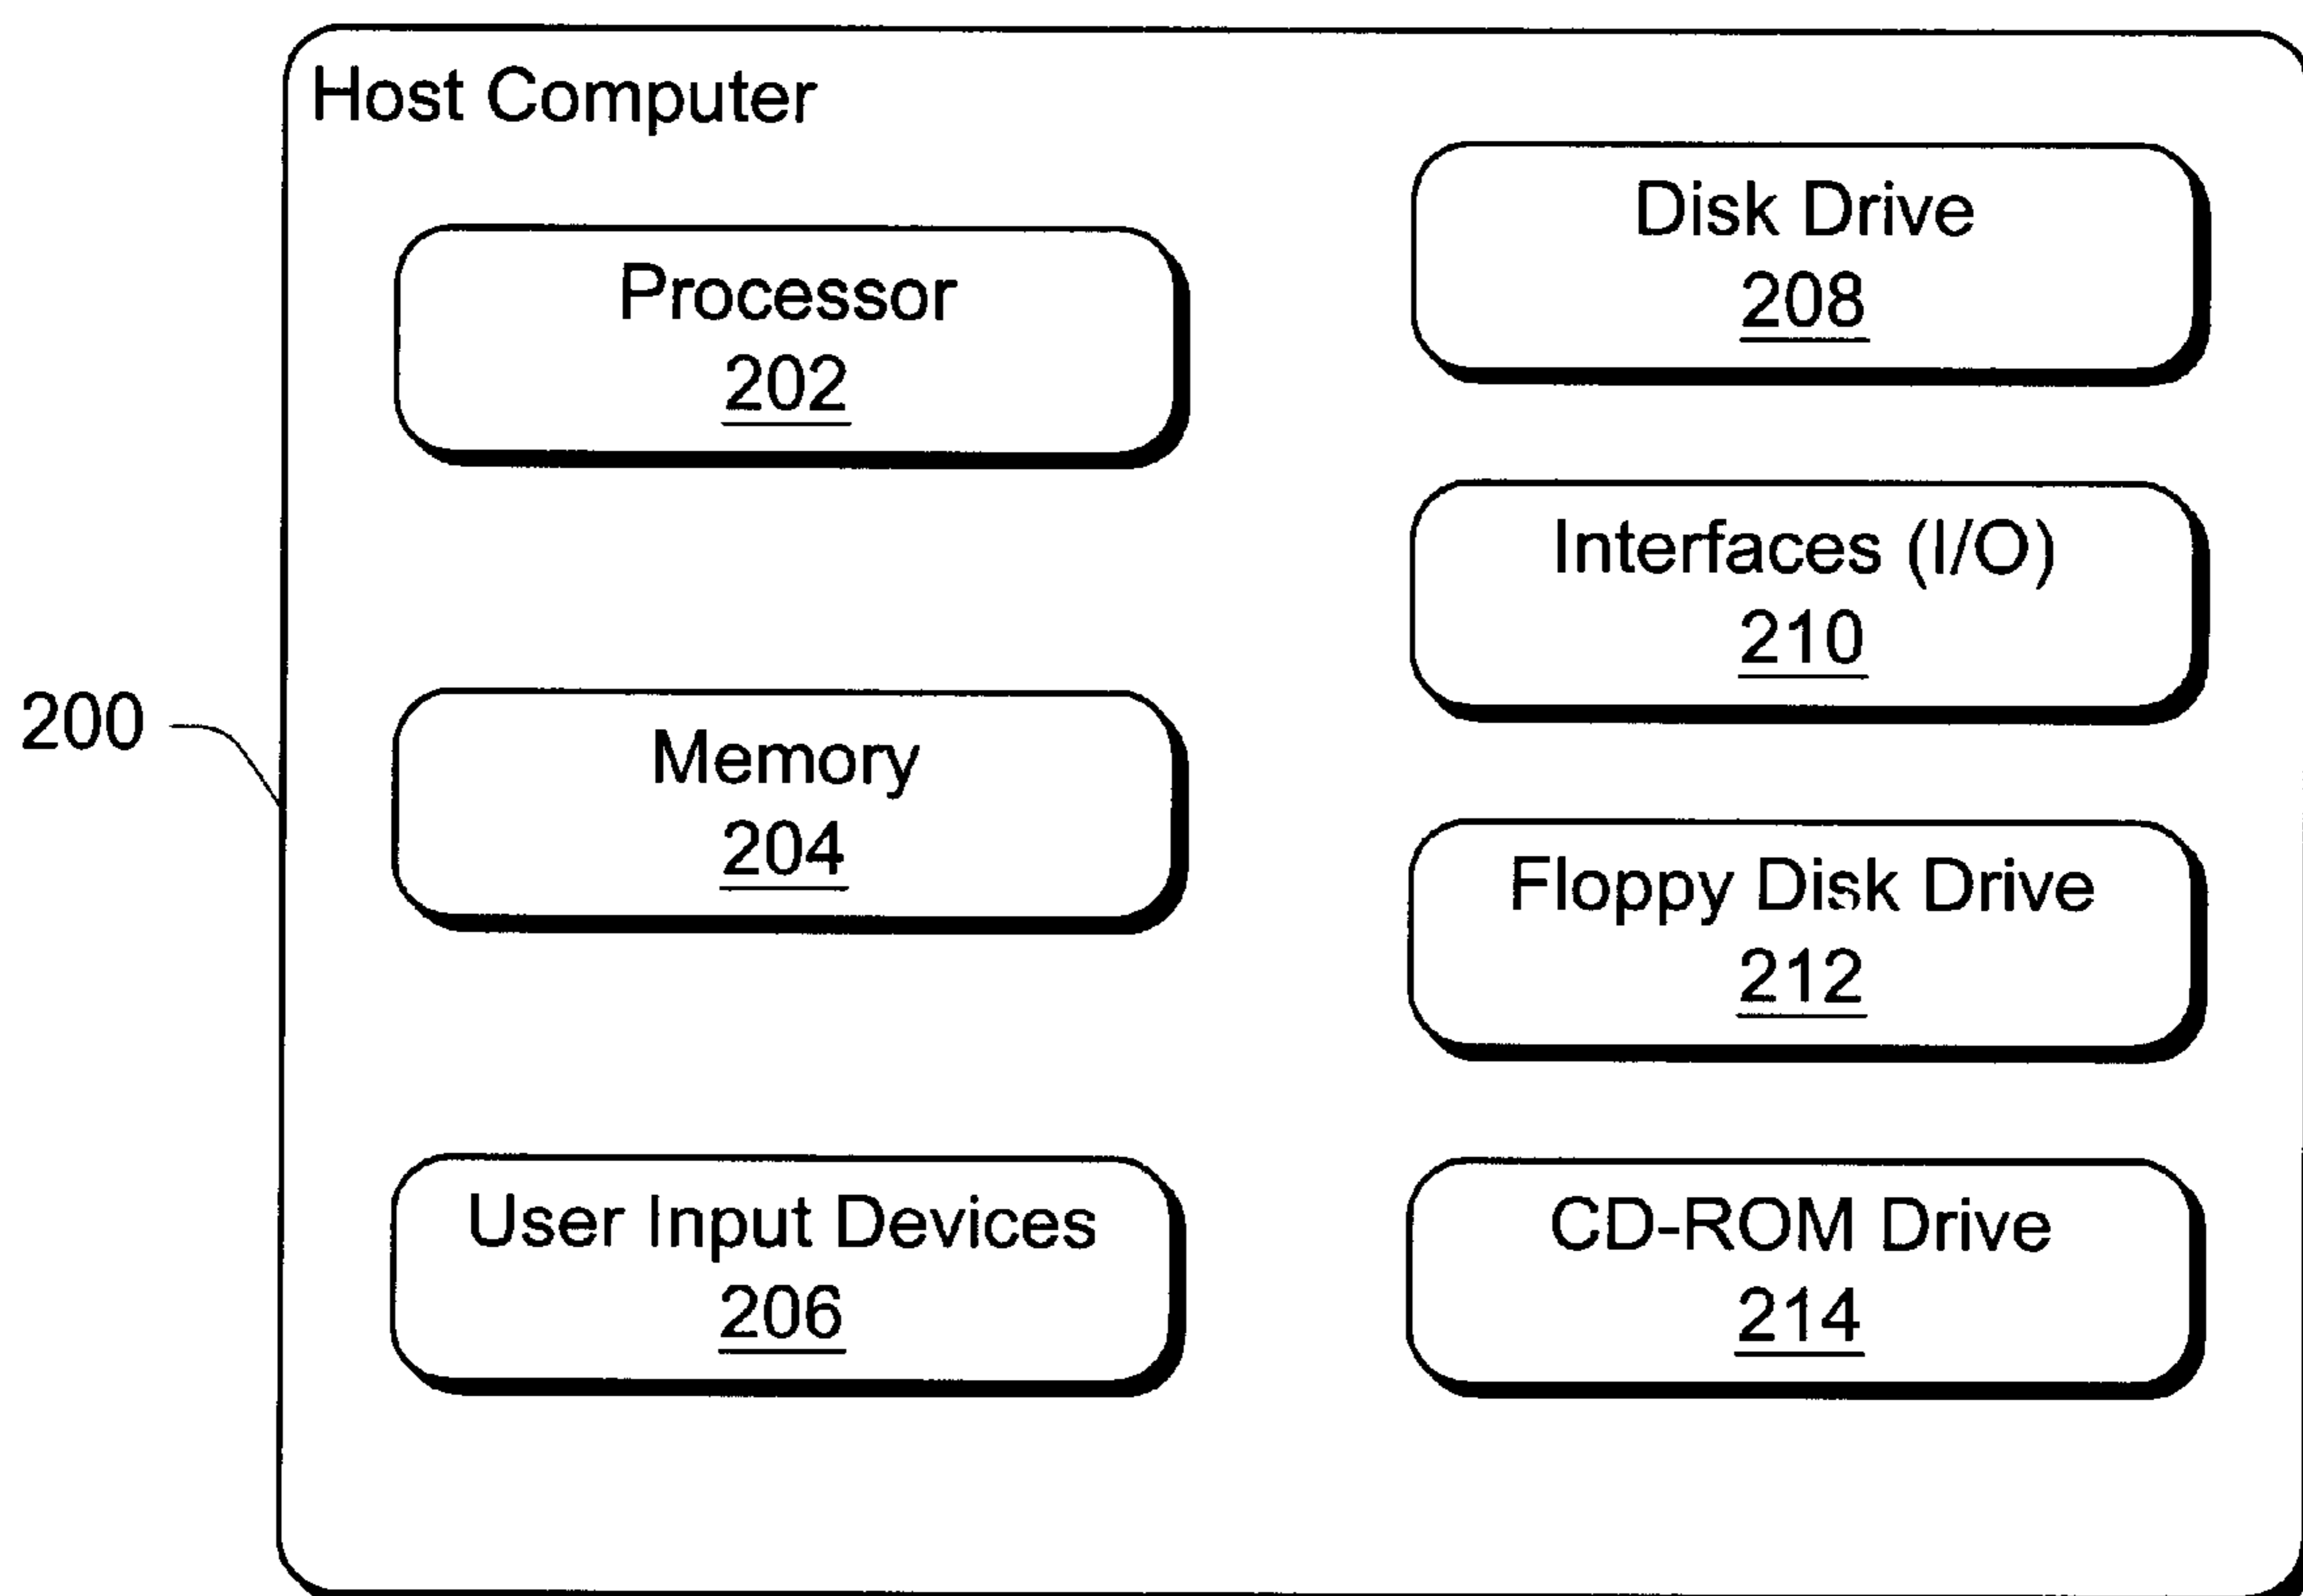 Host Computer
Processor
202
Memory
204
User Input Devices
206
Disk Drive
208
Interfaces (I/O)
210
Floppy Disk Drive
212
CD-ROM Drive
214
200